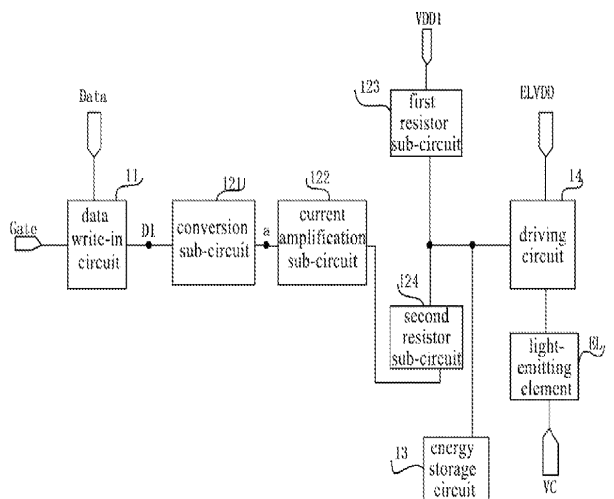 VDD1
123
first
resistor
sub-circuit
ELVDD
Data
11
121
122
14
Gate
data
write-in
circuit
D1
conversion
sub-circuit
a
current
amplification
sub-circuit
driving
circuit
124
second
resistor
sub-circuit
light-
emitting
element
EL
13
energy
storage
circuit
VC